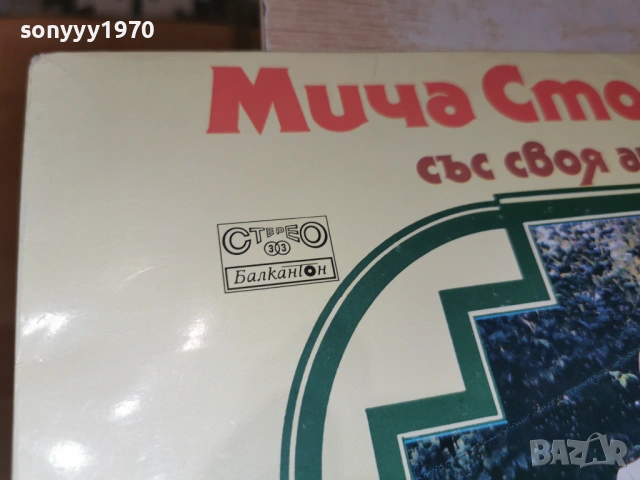 sonyyy1970
Мича Сто
със своя а
СТЕРЕО
33
Балкантон
BAZAR